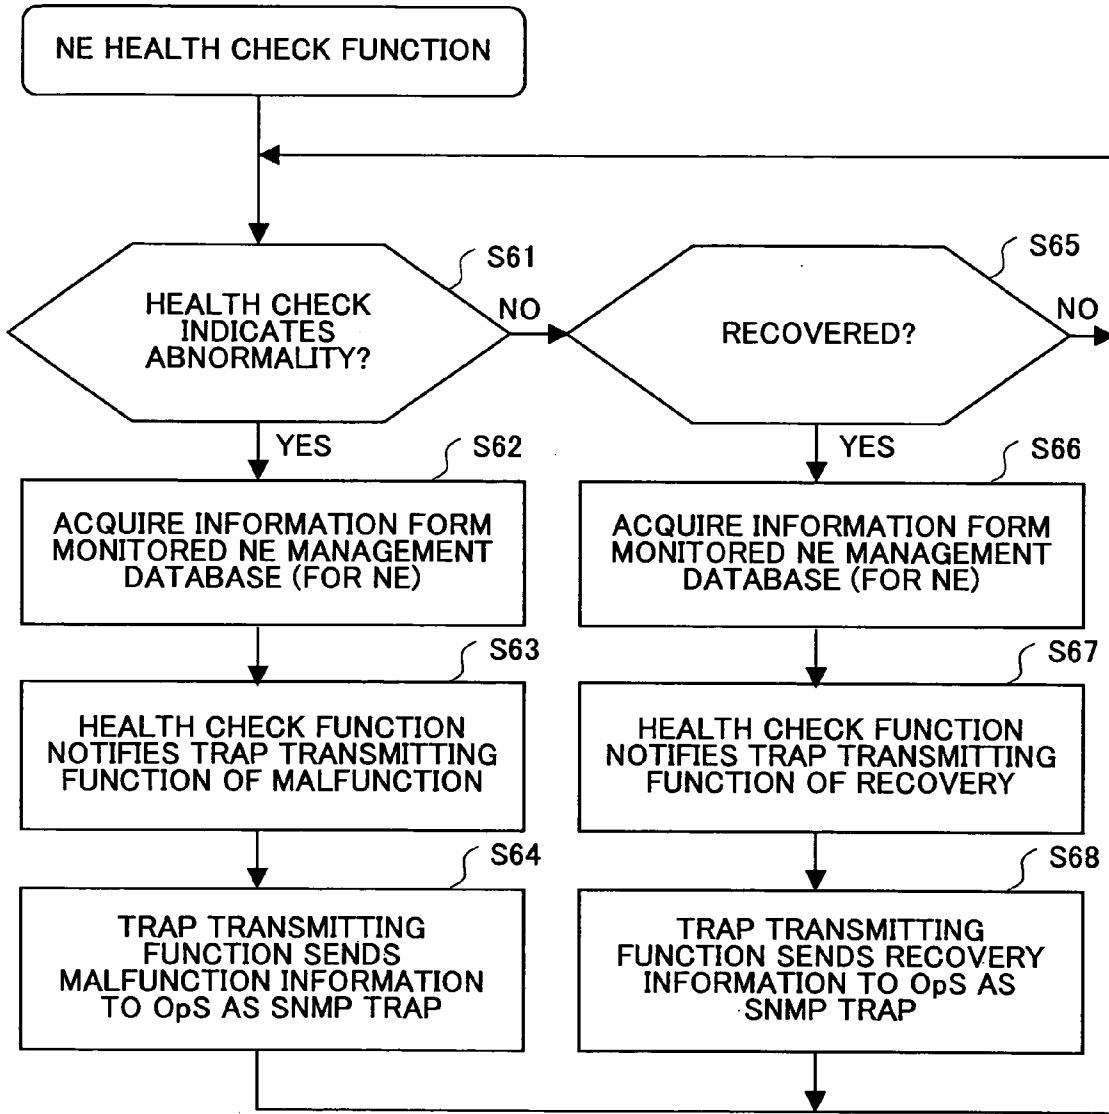 NE HEALTH CHECK FUNCTION
S61
HEALTH CHECK
INDICATES
ABNORMALITY?
NO
YES
S65
RECOVERED?
NO
YES
S62
ACQUIRE INFORMATION FORM
MONITORED NE MANAGEMENT
DATABASE (FOR NE)
S66
ACQUIRE INFORMATION FORM
MONITORED NE MANAGEMENT
DATABASE (FOR NE)
S63
HEALTH CHECK FUNCTION
NOTIFIES TRAP TRANSMITTING
FUNCTION OF MALFUNCTION
S67
HEALTH CHECK FUNCTION
NOTIFIES TRAP TRANSMITTING
FUNCTION OF RECOVERY
S64
TRAP TRANSMITTING
FUNCTION SENDS
MALFUNCTION INFORMATION
TO OpS AS SNMP TRAP
S68
TRAP TRANSMITTING
FUNCTION SENDS RECOVERY
INFORMATION TO OpS AS
SNMP TRAP